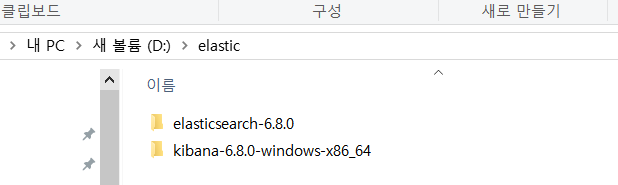 클립보드 구성 새로 만들기
내 PC 새 볼륨 (D:) elastic
이름
elasticsearch-6.8.0
kibana-6.8.0-windows-x86_64